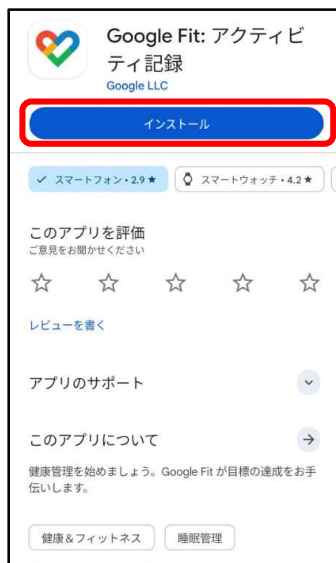 Google Fit: アクティビ
ティ記録
Google LLC
インストール
✓ スマートフォン・2.9★ スマートウォッチ・4.2★
このアプリを評価
ご意見をお聞かせください
レビューを書く
アプリのサポート
このアプリについて
健康管理を始めましょう。Google Fit が目標の達成をお手
伝いします。
健康&フィットネス 睡眠管理